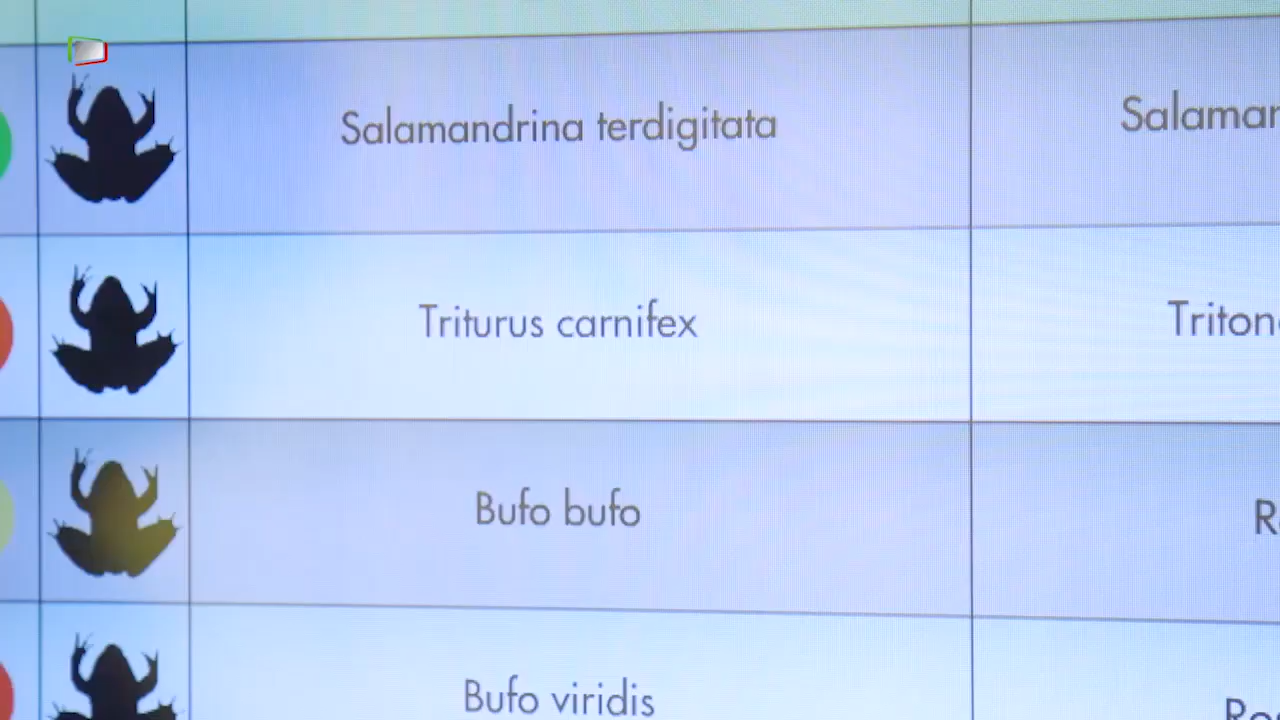 Salamandrina terdigitata Salamar
Triturus carnifex Triton
Bufo bufo R
Bufo viridis